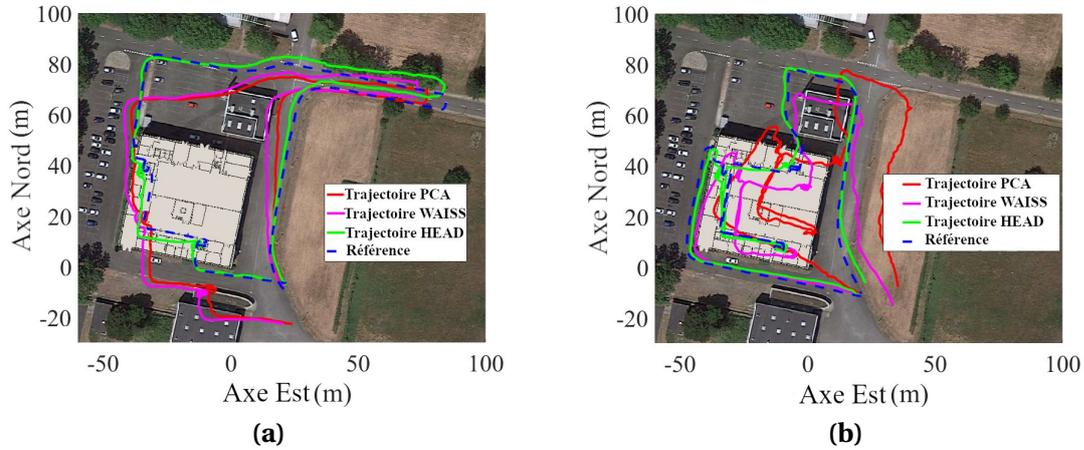 100
80
60
40
20
0
-20
-50 0 50 100
Axe Nord (m)
Axe Est (m)
Trajectoire PCA
Trajectoire WAISS
Trajectoire HEAD
Référence
(a)
100
80
60
40
20
0
-20
-50 0 50 100
Axe Nord (m)
Axe Est (m)
Trajectoire PCA
Trajectoire WAISS
Trajectoire HEAD
Référence
(b)